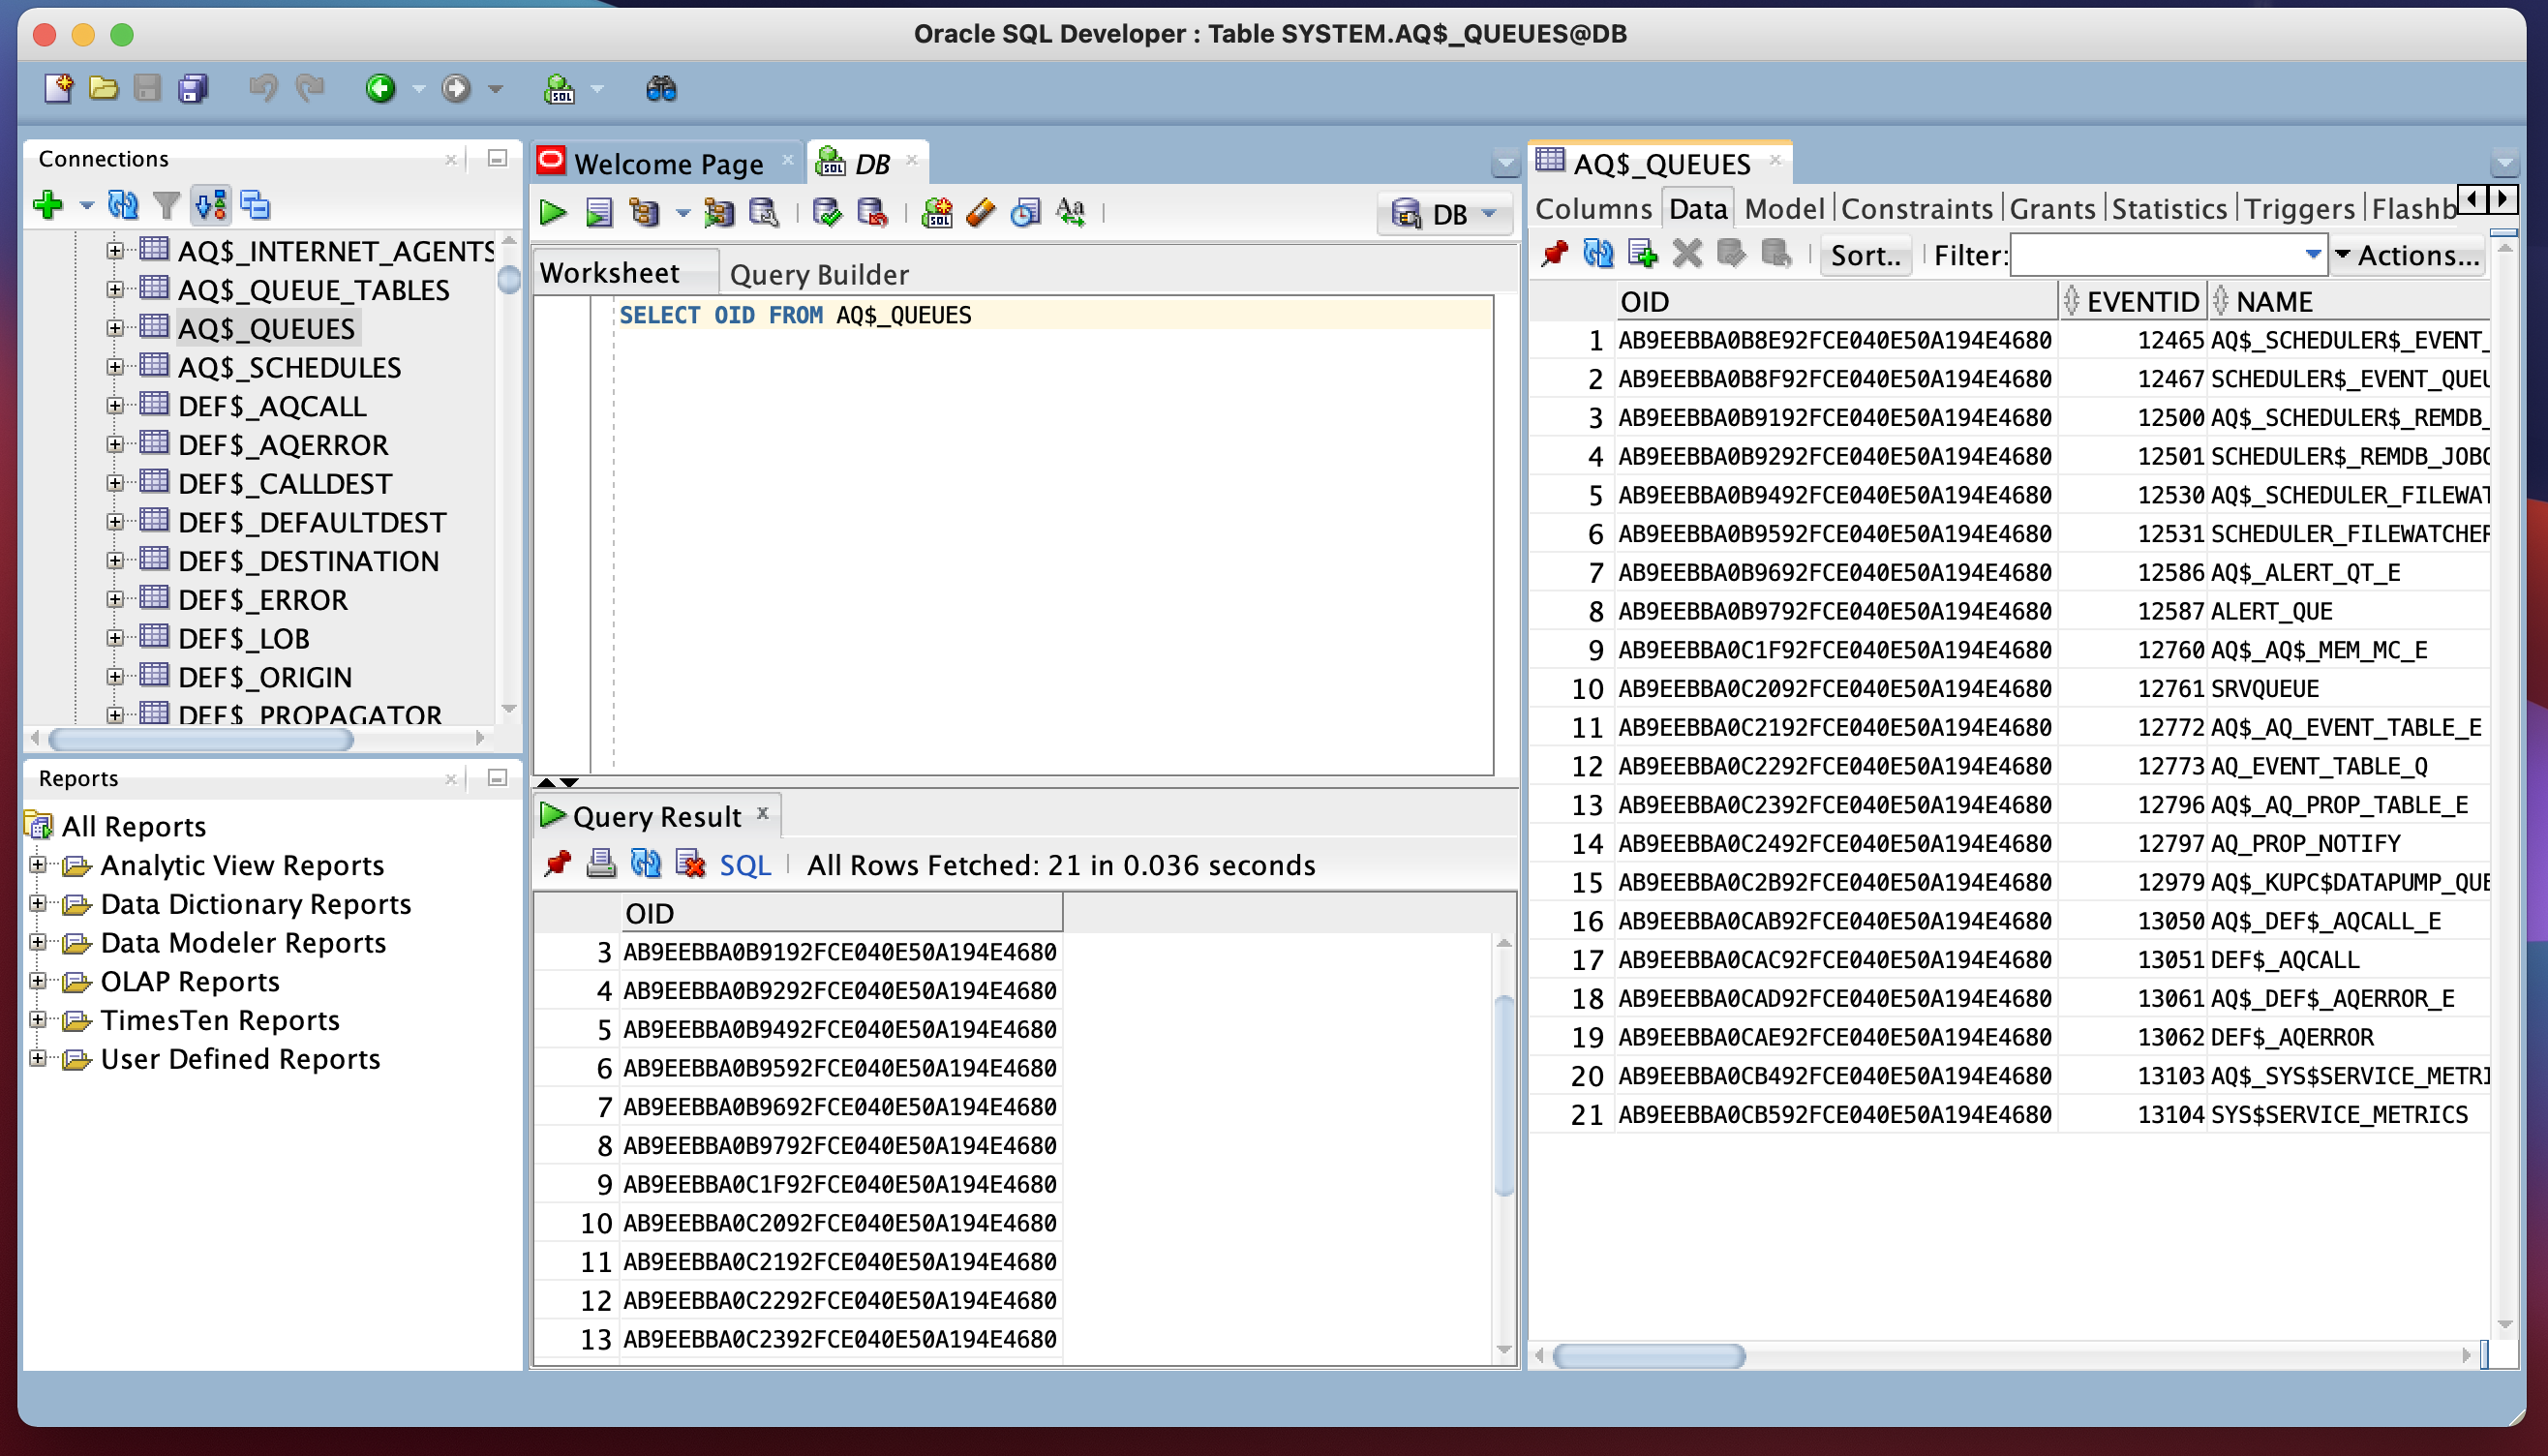 Oracle SQL Developer : Table SYSTEM.AQ$_QUEUES@DB
Connections
AQ$_INTERNET_AGENTS
AQ$_QUEUE_TABLES
AQ$_QUEUES
AQ$_SCHEDULES
DEF$_AQCALL
DEF$_AQERROR
DEF$_CALLDEST
DEF$_DEFAULTDEST
DEF$_DESTINATION
DEF$_ERROR
DEF$_LOB
DEF$_ORIGIN
DEF$_PROPAGATOR
Reports
All Reports
Analytic View Reports
Data Dictionary Reports
Data Modeler Reports
OLAP Reports
TimesTen Reports
User Defined Reports
Welcome Page
DB
DB
Worksheet
Query Builder
SELECT OID FROM AQ$_QUEUES
Query Result
SQL
All Rows Fetched: 21 in 0.036 seconds
OID
3 AB9EEBBA0B9192FCE040E50A194E4680
4 AB9EEBBA0B9292FCE040E50A194E4680
5 AB9EEBBA0B9492FCE040E50A194E4680
6 AB9EEBBA0B9592FCE040E50A194E4680
7 AB9EEBBA0B9692FCE040E50A194E4680
8 AB9EEBBA0B9792FCE040E50A194E4680
9 AB9EEBBA0C1F92FCE040E50A194E4680
10 AB9EEBBA0C2092FCE040E50A194E4680
11 AB9EEBBA0C2192FCE040E50A194E4680
12 AB9EEBBA0C2292FCE040E50A194E4680
13 AB9EEBBA0C2392FCE040E50A194E4680
AQ$_QUEUES
Columns Data Model Constraints Grants Statistics Triggers Flashb
Sort.. Filter: Actions...
OID EVENTID NAME
1 AB9EEBBA0B8E92FCE040E50A194E4680 12465 AQ$_SCHEDULER$_EVENT_
2 AB9EEBBA0B8F92FCE040E50A194E4680 12467 SCHEDULER$_EVENT_QUEU
3 AB9EEBBA0B9192FCE040E50A194E4680 12500 AQ$_SCHEDULER$_REMDB_
4 AB9EEBBA0B9292FCE040E50A194E4680 12501 SCHEDULER$_REMDB_JOBQ
5 AB9EEBBA0B9492FCE040E50A194E4680 12530 AQ$_SCHEDULER_FILEWAT
6 AB9EEBBA0B9592FCE040E50A194E4680 12531 SCHEDULER_FILEWATCHER
7 AB9EEBBA0B9692FCE040E50A194E4680 12586 AQ$_ALERT_QT_E
8 AB9EEBBA0B9792FCE040E50A194E4680 12587 ALERT_QUE
9 AB9EEBBA0C1F92FCE040E50A194E4680 12760 AQ$_AQ$_MEM_MC_E
10 AB9EEBBA0C2092FCE040E50A194E4680 12761 SRVQUEUE
11 AB9EEBBA0C2192FCE040E50A194E4680 12772 AQ$_AQ_EVENT_TABLE_E
12 AB9EEBBA0C2292FCE040E50A194E4680 12773 AQ_EVENT_TABLE_Q
13 AB9EEBBA0C2392FCE040E50A194E4680 12796 AQ$_AQ_PROP_TABLE_E
14 AB9EEBBA0C2492FCE040E50A194E4680 12797 AQ_PROP_NOTIFY
15 AB9EEBBA0C2B92FCE040E50A194E4680 12979 AQ$_KUPC$DATAPUMP_QUE
16 AB9EEBBA0CAB92FCE040E50A194E4680 13050 AQ$_DEF$_AQCALL_E
17 AB9EEBBA0CAC92FCE040E50A194E4680 13051 DEF$_AQCALL
18 AB9EEBBA0CAD92FCE040E50A194E4680 13061 AQ$_DEF$_AQERROR_E
19 AB9EEBBA0CAE92FCE040E50A194E4680 13062 DEF$_AQERROR
20 AB9EEBBA0CB492FCE040E50A194E4680 13103 AQ$_SYS$SERVICE_METRI
21 AB9EEBBA0CB592FCE040E50A194E4680 13104 SYS$SERVICE_METRICS